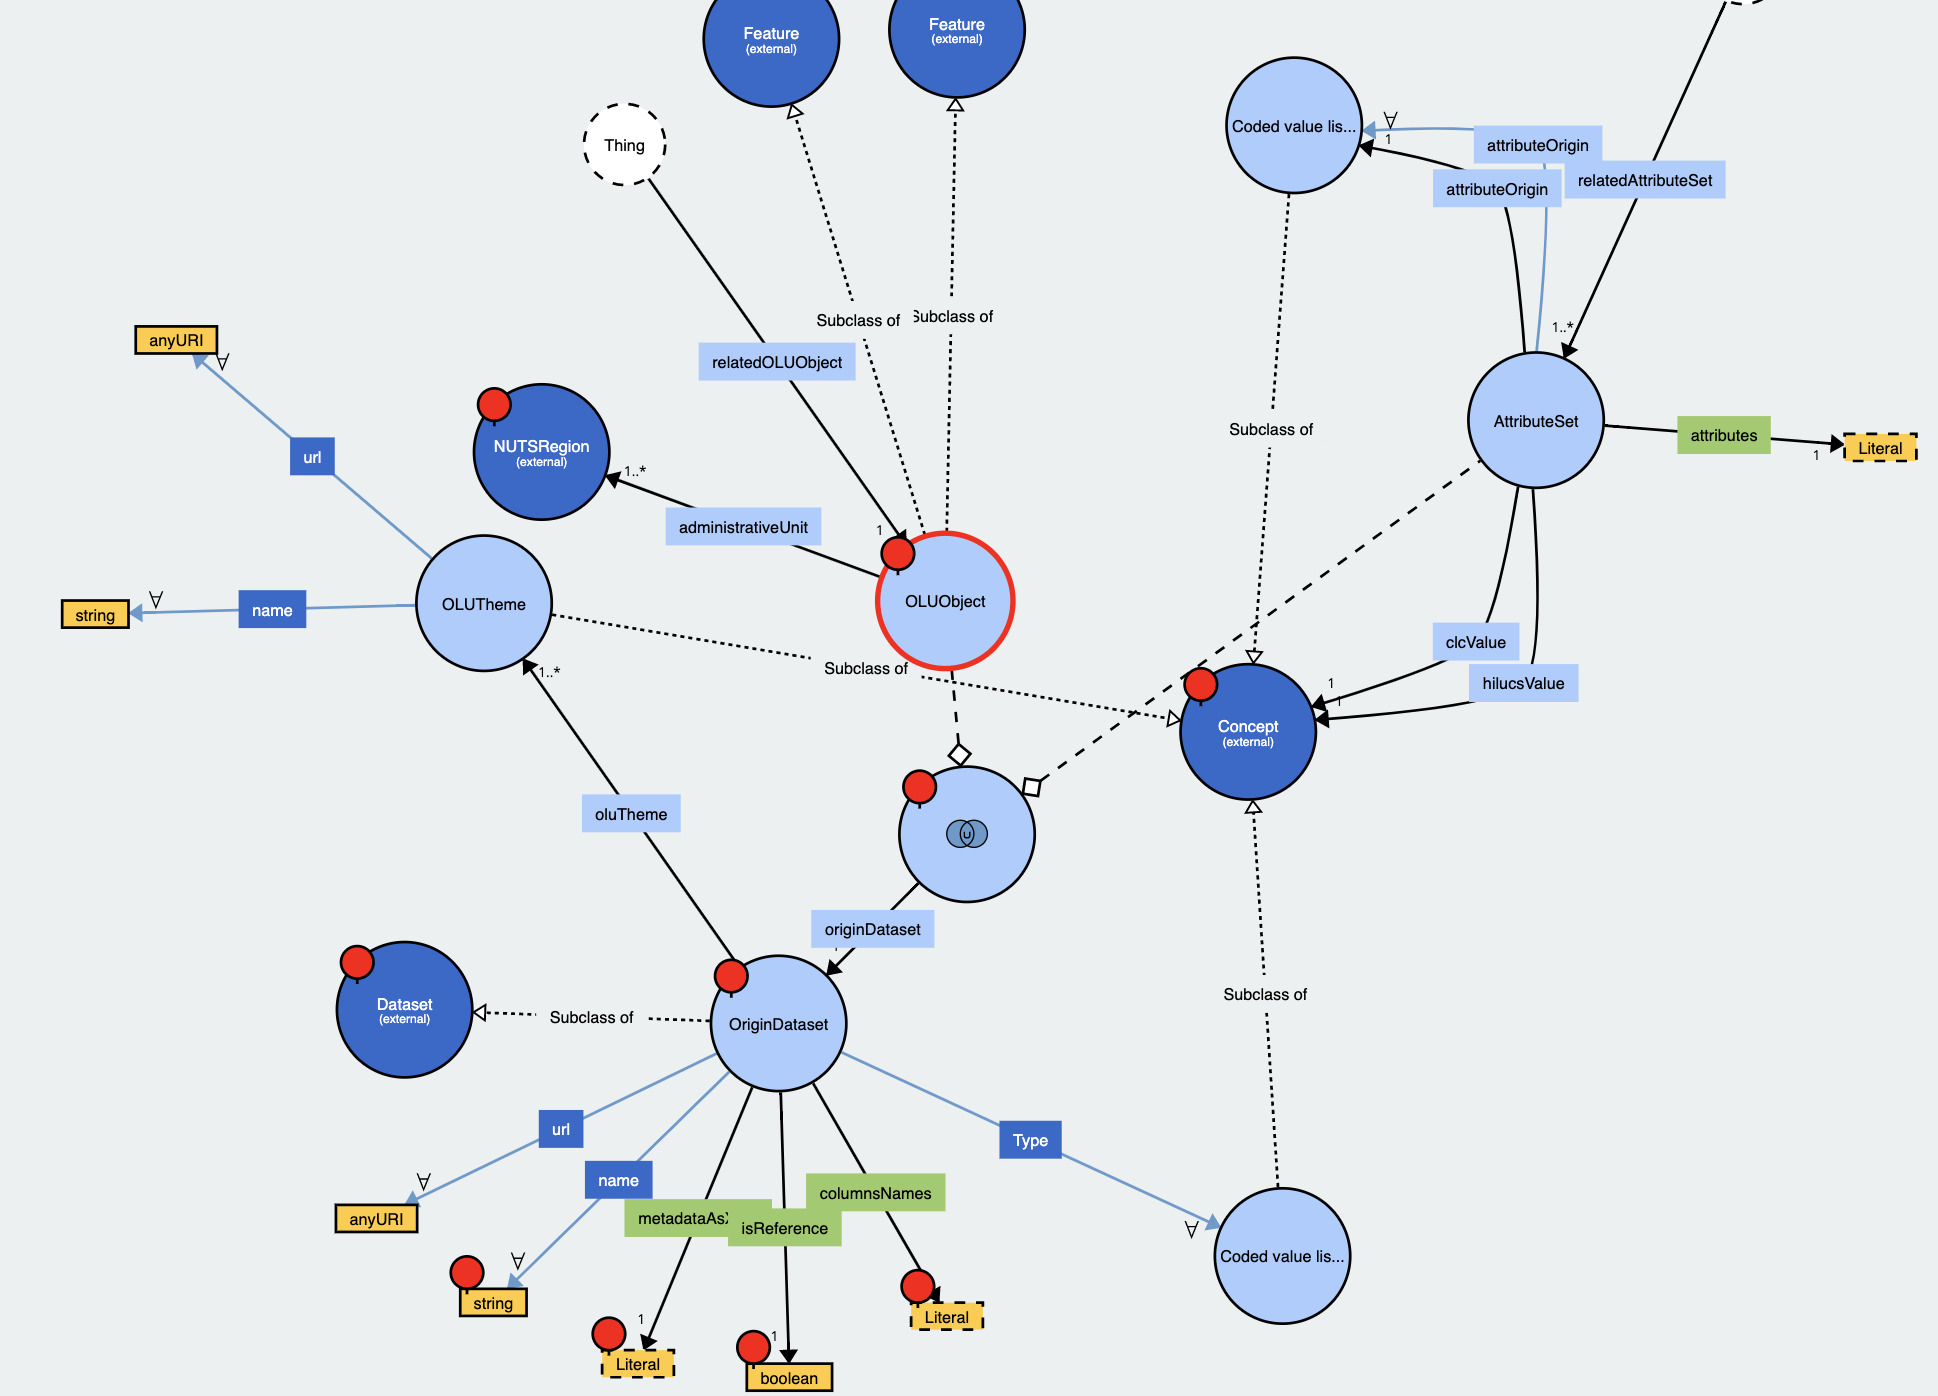 Feature
(external)
Feature
(external)
Thing
Coded value lis...
∀
1
attributeOrigin
attributeOrigin
relatedAttributeSet
Subclass of
Subclass of
1..*
anyURI
∀
relatedOLUObject
url
NUTSRegion
(external)
1..*
administrativeUnit
1
Subclass of
AttributeSet
attributes
1
Literal
string
∀
name
OLUTheme
OLUObject
Subclass of
clcValue
hilucsValue
1
1
Concept
(external)
1..*
oluTheme
U
originDataset
Dataset
(external)
Subclass of
OriginDataset
Subclass of
url
∀
anyURI
name
∀
string
isReference
columnsNames
Type
∀
Coded value lis...
1
Literal
1
boolean
Literal